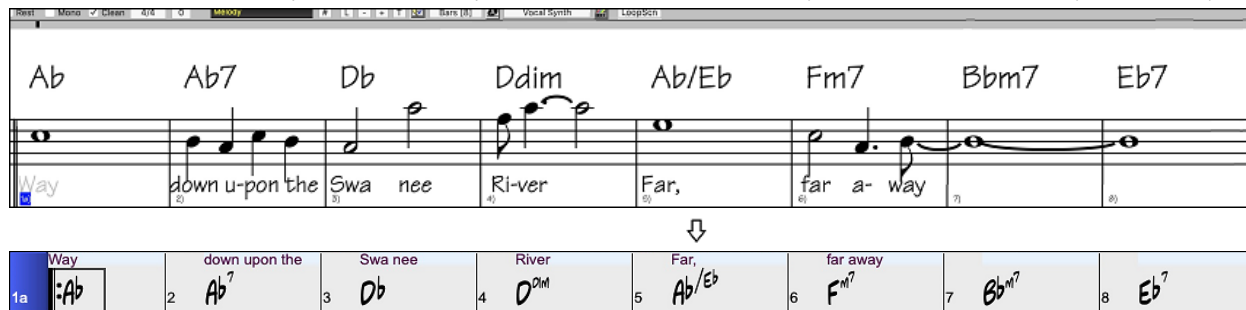 Rest Mono ✓ Clean 4/4 0 Melody # L - + T Bars [8] Vocal Synth LoopScn
Ab Ab7 Db Ddim Ab/Eb Fm7 Bbm7 Eb7
Way down u-pon the Swa nee Ri-ver Far, far a- way
1a) 2) 3) 4) 5) 6) 7) 8)
Way down upon the Swa nee River Far, far away
1a :Ab 2 Ab7 3 Db 4 Ddim 5 Ab/Eb 6 Fm7 7 Bbm7 8 Eb7